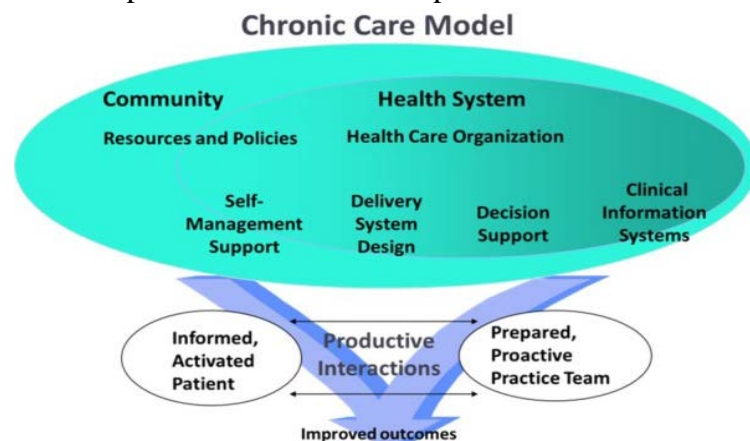 Chronic Care Model
Community
Health System
Resources and Policies
Health Care Organization
Self-
Management
Support
Delivery
System
Design
Decision
Support
Clinical
Information
Systems
Informed,
Activated
Patient
Productive
Interactions
Prepared,
Proactive
Practice Team
Improved outcomes